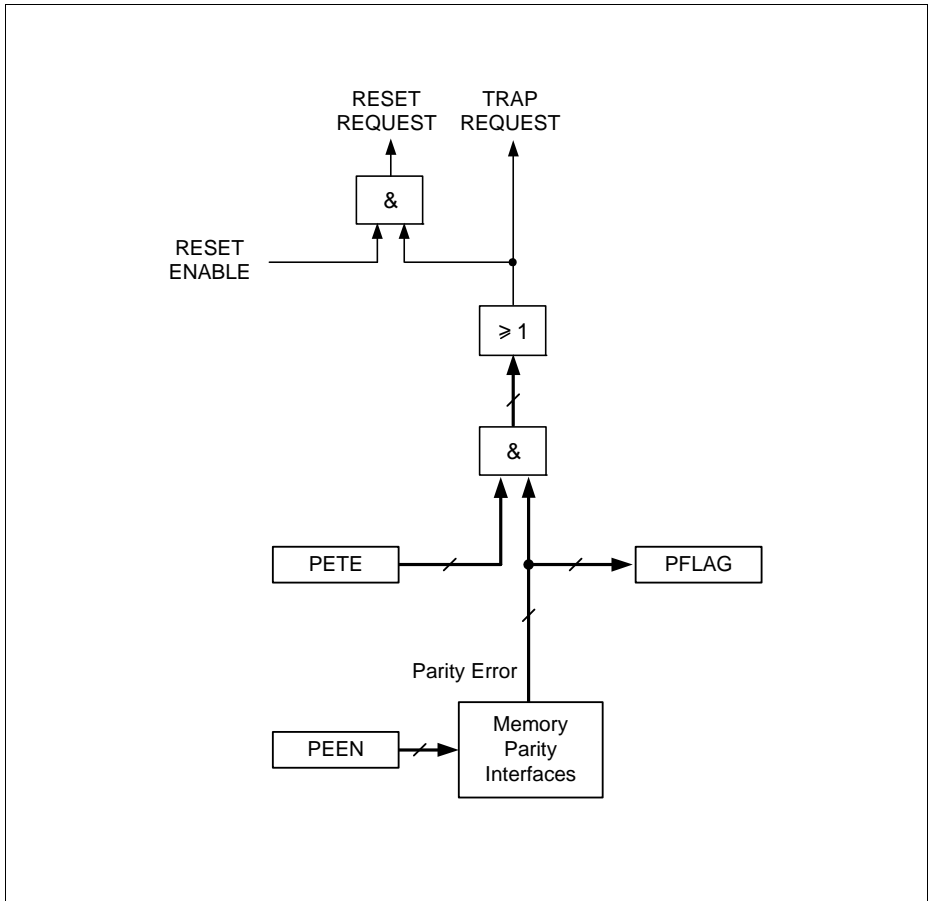 RESET
REQUEST
TRAP
REQUEST
&
RESET
ENABLE
⩾ 1
&
PETE
PFLAG
Parity Error
PEEN
Memory
Parity
Interfaces